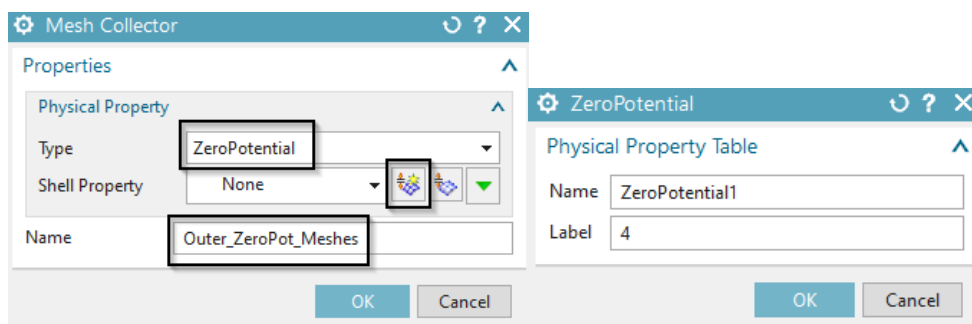 Mesh Collector
Properties
Physical Property
Type ZeroPotential
Shell Property None
Name Outer_ZeroPot_Meshes
OK Cancel
ZeroPotential
Physical Property Table
Name ZeroPotential1
Label 4
OK Cancel